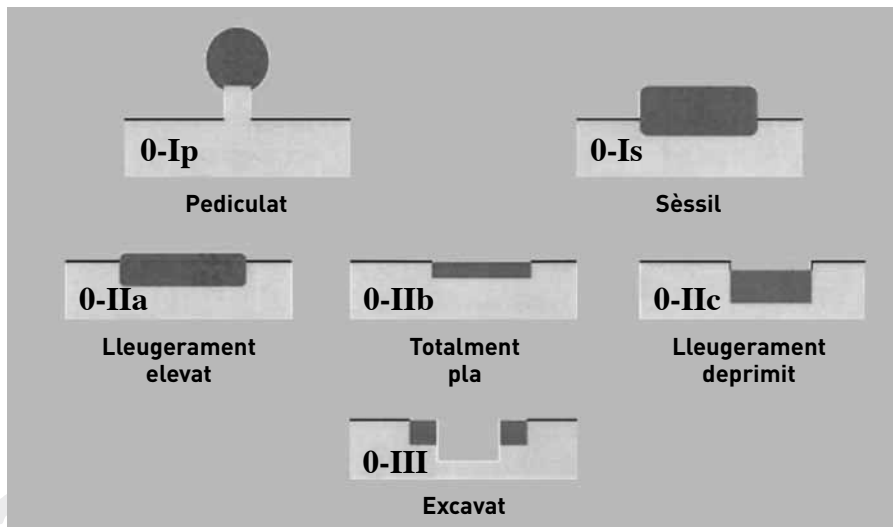 0-Ip
0-Is
Pediculat
Sèssil
0-IIa
0-IIb
0-IIc
Lleugerament
elevat
Totalment
pla
Lleugerament
deprimit
0-III
Excavat